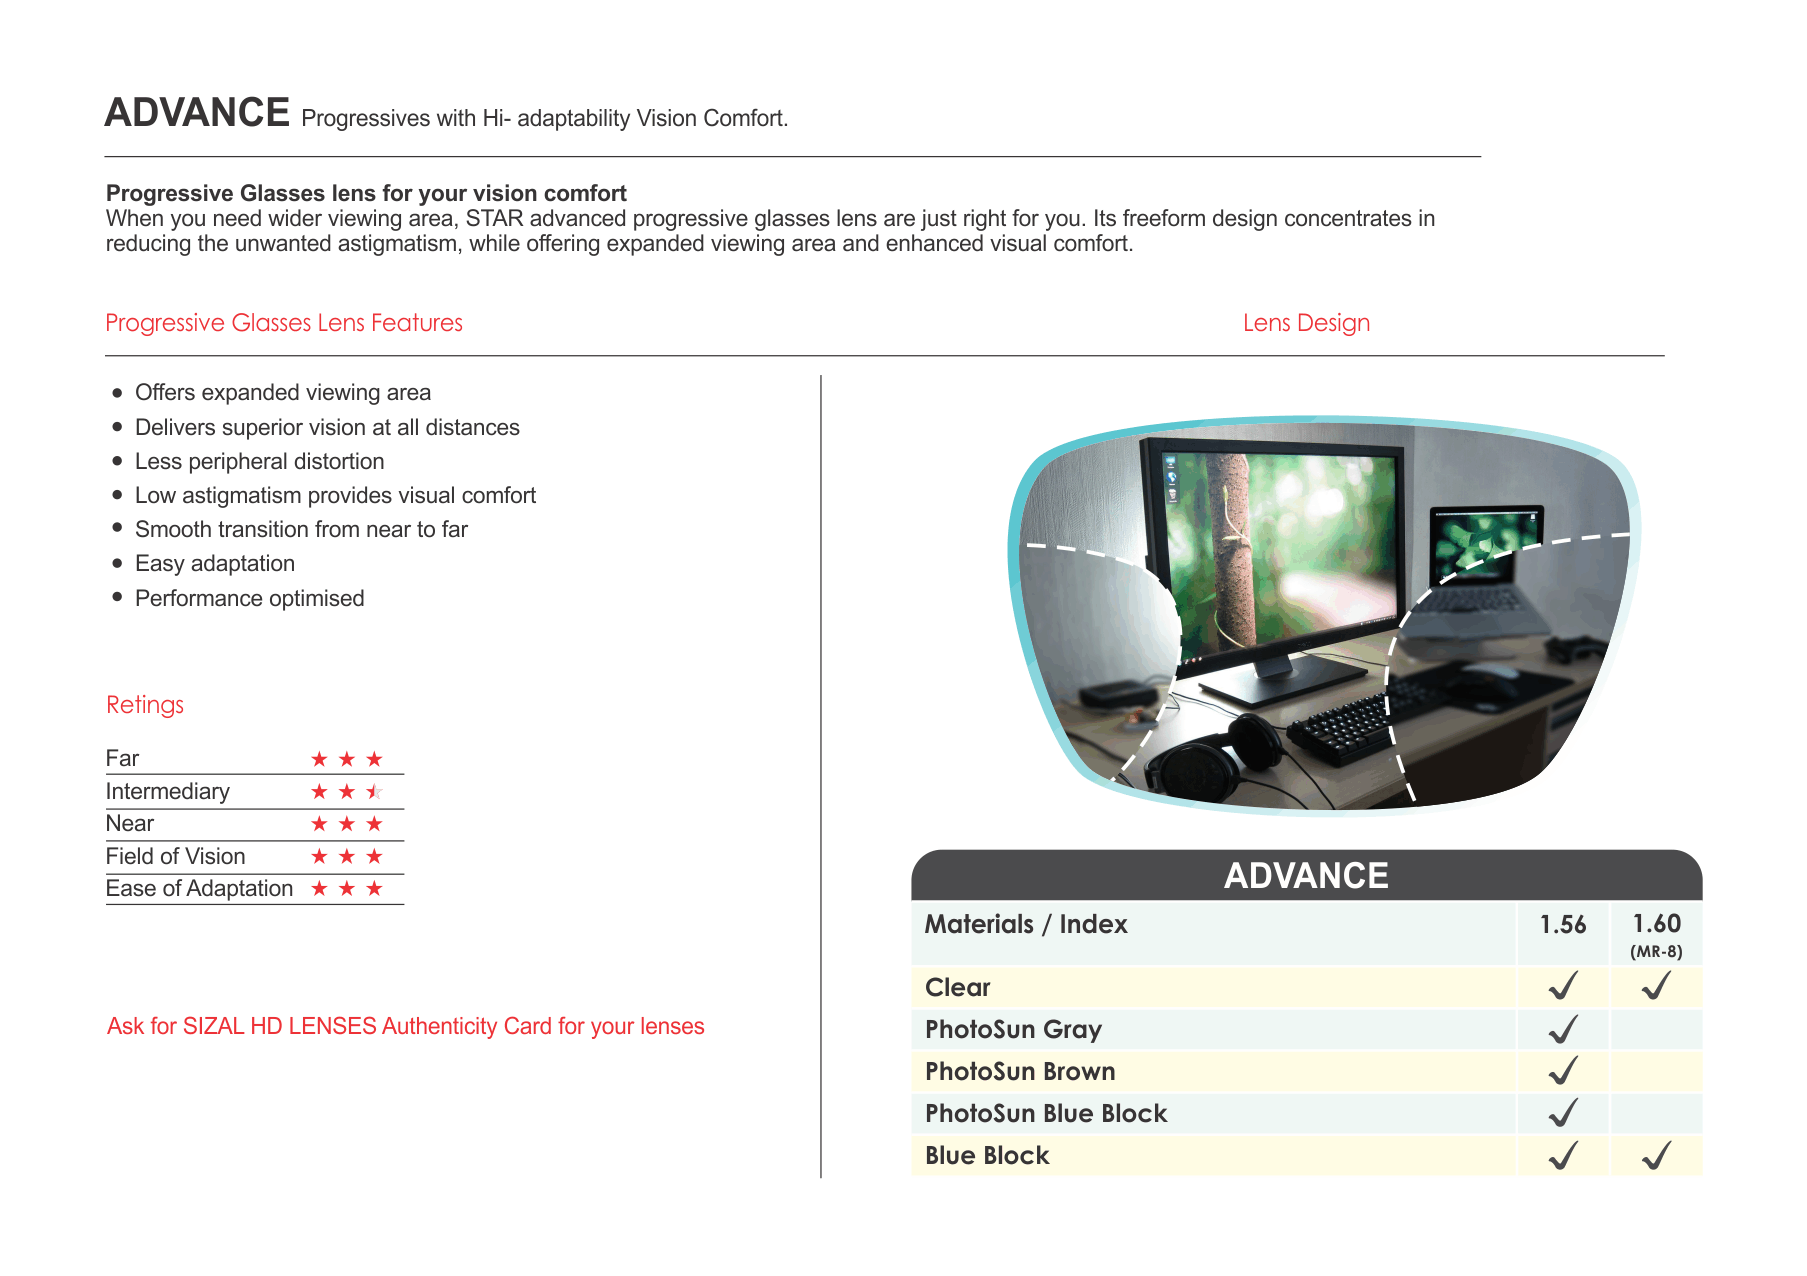 ADVANCE Progressives with Hi- adaptability Vision Comfort.
Progressive Glasses lens for your vision comfort
When you need wider viewing area, STAR advanced progressive glasses lens are just right for you. Its freeform design concentrates in
reducing the unwanted astigmatism, while offering expanded viewing area and enhanced visual comfort.
Progressive Glasses Lens Features
Lens Design
• Offers expanded viewing area
• Delivers superior vision at all distances
• Less peripheral distortion
• Low astigmatism provides visual comfort
• Smooth transition from near to far
• Easy adaptation
• Performance optimised
Retings
Far
Intermediary
Near
Field of Vision
Ease of Adaptation
Ask for SIZAL HD LENSES Authenticity Card for your lenses
ADVANCE
Materials / Index 1.56 1.60
(MR-8)
Clear
PhotoSun Gray
PhotoSun Brown
PhotoSun Blue Block
Blue Block